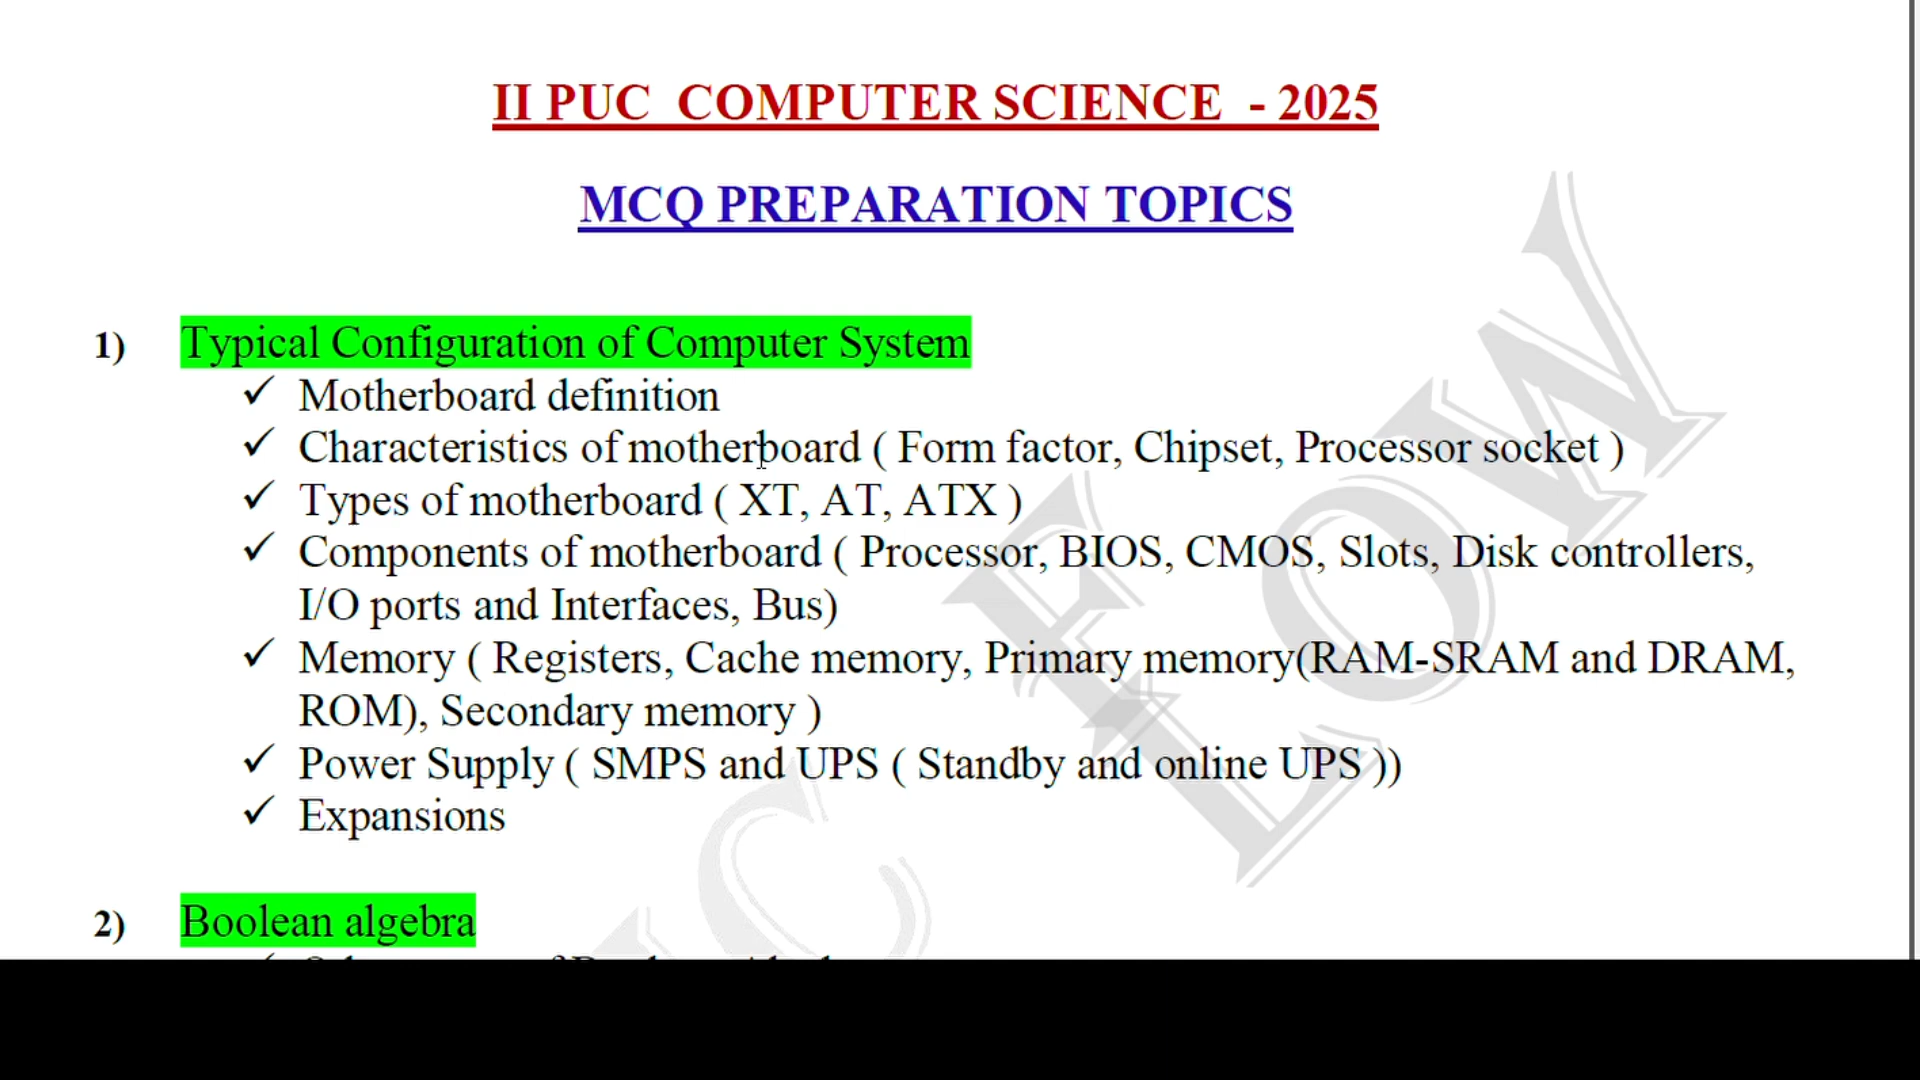 II PUC COMPUTER SCIENCE - 2025
MCQ PREPARATION TOPICS
1) Typical Configuration of Computer System
✓ Motherboard definition
✓ Characteristics of motherboard ( Form factor, Chipset, Processor socket )
✓ Types of motherboard ( XT, AT, ATX )
✓ Components of motherboard ( Processor, BIOS, CMOS, Slots, Disk controllers,
I/O ports and Interfaces, Bus)
✓ Memory ( Registers, Cache memory, Primary memory(RAM-SRAM and DRAM,
ROM), Secondary memory )
✓ Power Supply ( SMPS and UPS ( Standby and online UPS ))
✓ Expansions
2) Boolean algebra